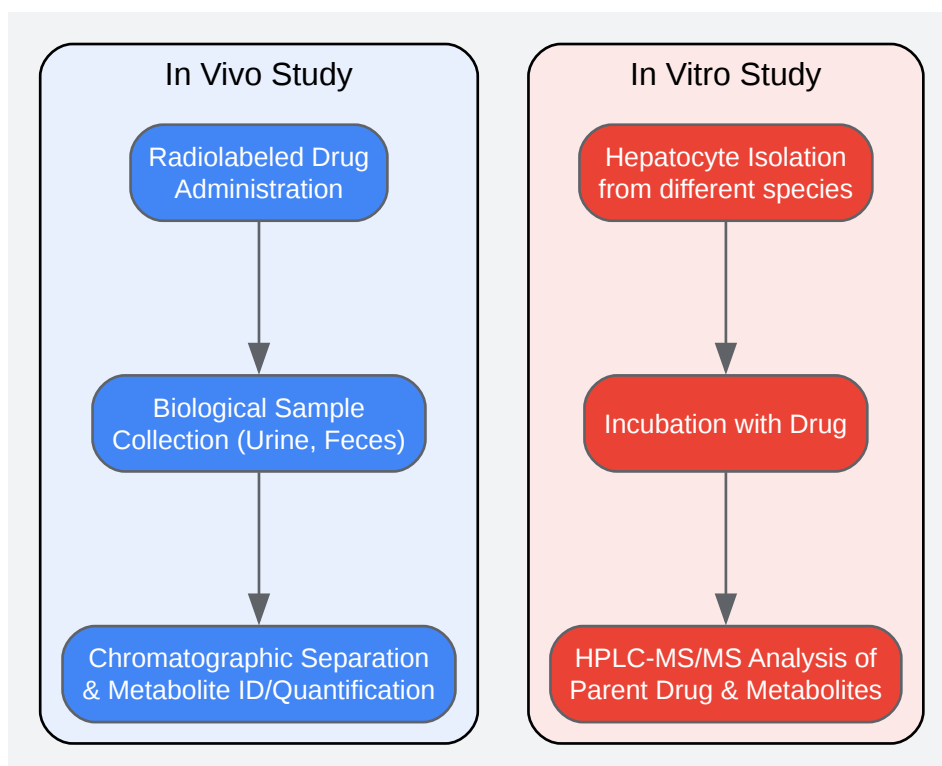 In Vivo Study
Radiolabeled Drug
Administration
Biological Sample
Collection (Urine, Feces)
Chromatographic Separation
& Metabolite ID/Quantification
In Vitro Study
Hepatocyte Isolation
from different species
Incubation with Drug
HPLC-MS/MS Analysis of
Parent Drug & Metabolites